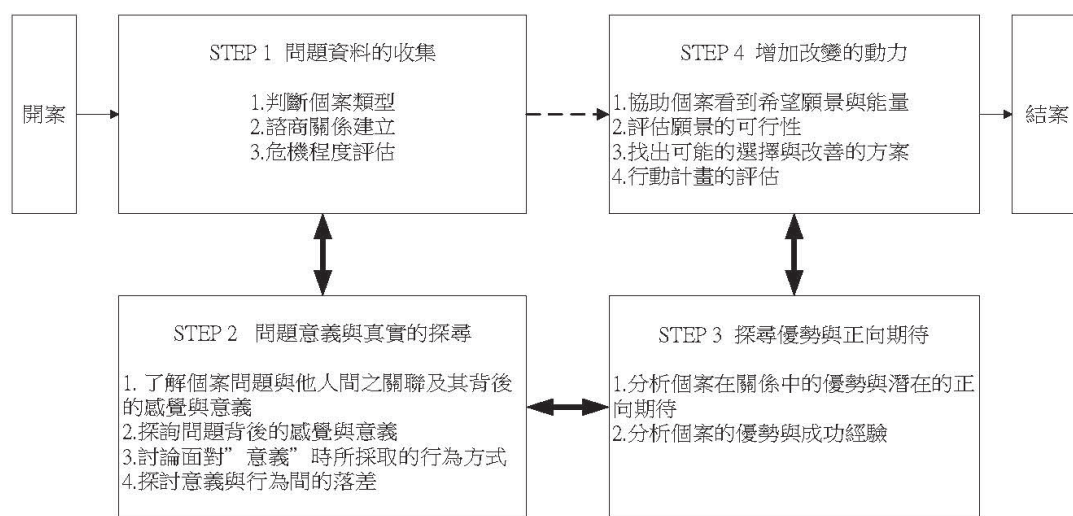 開案
STEP 1 問題資料的收集
1.判斷個案類型
2.諮商關係建立
3.危機程度評估
STEP 4 增加改變的動力
1.協助個案看到希望願景與能量
2.評估願景的可行性
3.找出可能的選擇與改善的方案
4.行動計畫的評估
結案
STEP 2 問題意義與真實的探尋
1. 了解個案問題與他人間之關聯及其背後
的感覺與意義
2.探詢問題背後的感覺與意義
3.討論面對”意義”時所採取的行為方式
4.探討意義與行為間的落差
STEP 3 探尋優勢與正向期待
1.分析個案在關係中的優勢與潛在的正
向期待
2.分析個案的優勢與成功經驗